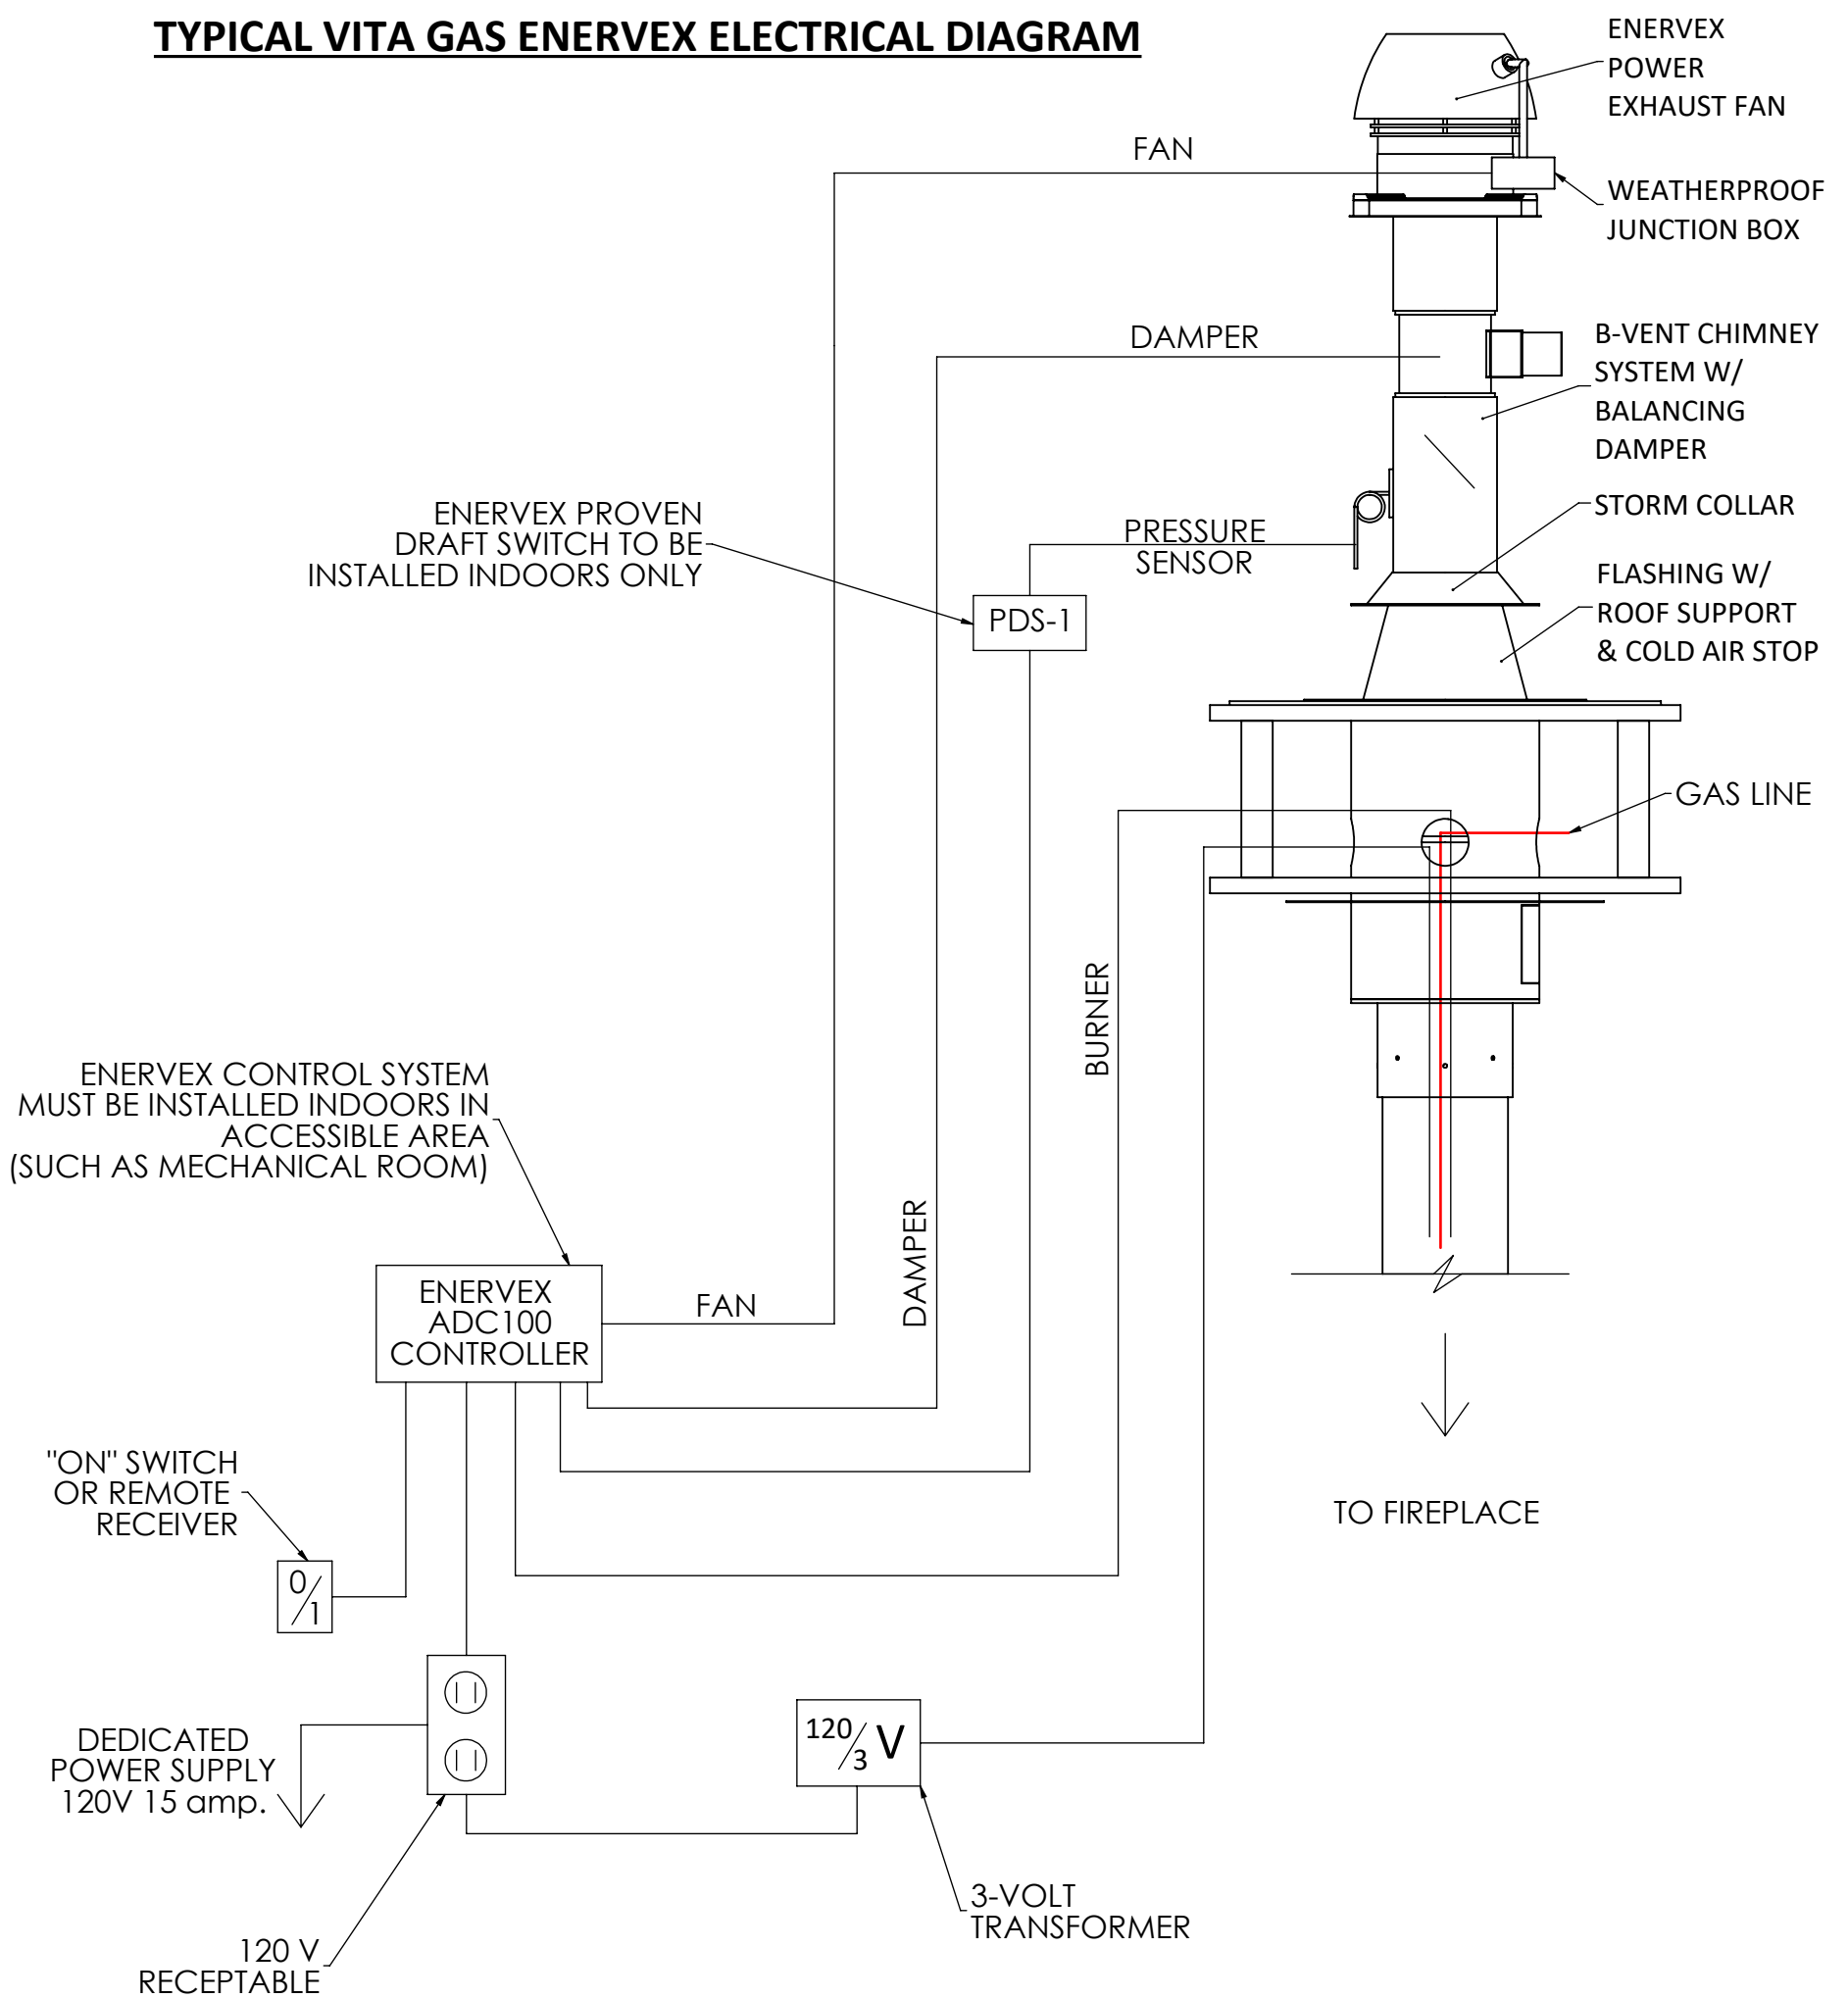 TYPICAL VITA GAS ENERVEX ELECTRICAL DIAGRAM
ENERVEX
POWER
EXHAUST FAN
FAN
WEATHERPROOF
JUNCTION BOX
DAMPER
B-VENT CHIMNEY
SYSTEM W/
BALANCING
DAMPER
ENERVEX PROVEN
DRAFT SWITCH TO BE
INSTALLED INDOORS ONLY
PRESSURE
SENSOR
STORM COLLAR
PDS-1
FLASHING W/
ROOF SUPPORT
& COLD AIR STOP
GAS LINE
BURNER
ENERVEX CONTROL SYSTEM
MUST BE INSTALLED INDOORS IN
ACCESSIBLE AREA
(SUCH AS MECHANICAL ROOM)
DAMPER
ENERVEX
ADC100
CONTROLLER
FAN
"ON" SWITCH
OR REMOTE
RECEIVER
0/1
TO FIREPLACE
DEDICATED
POWER SUPPLY
120V 15 amp.
120/3 V
3-VOLT
TRANSFORMER
120 V
RECEPTABLE